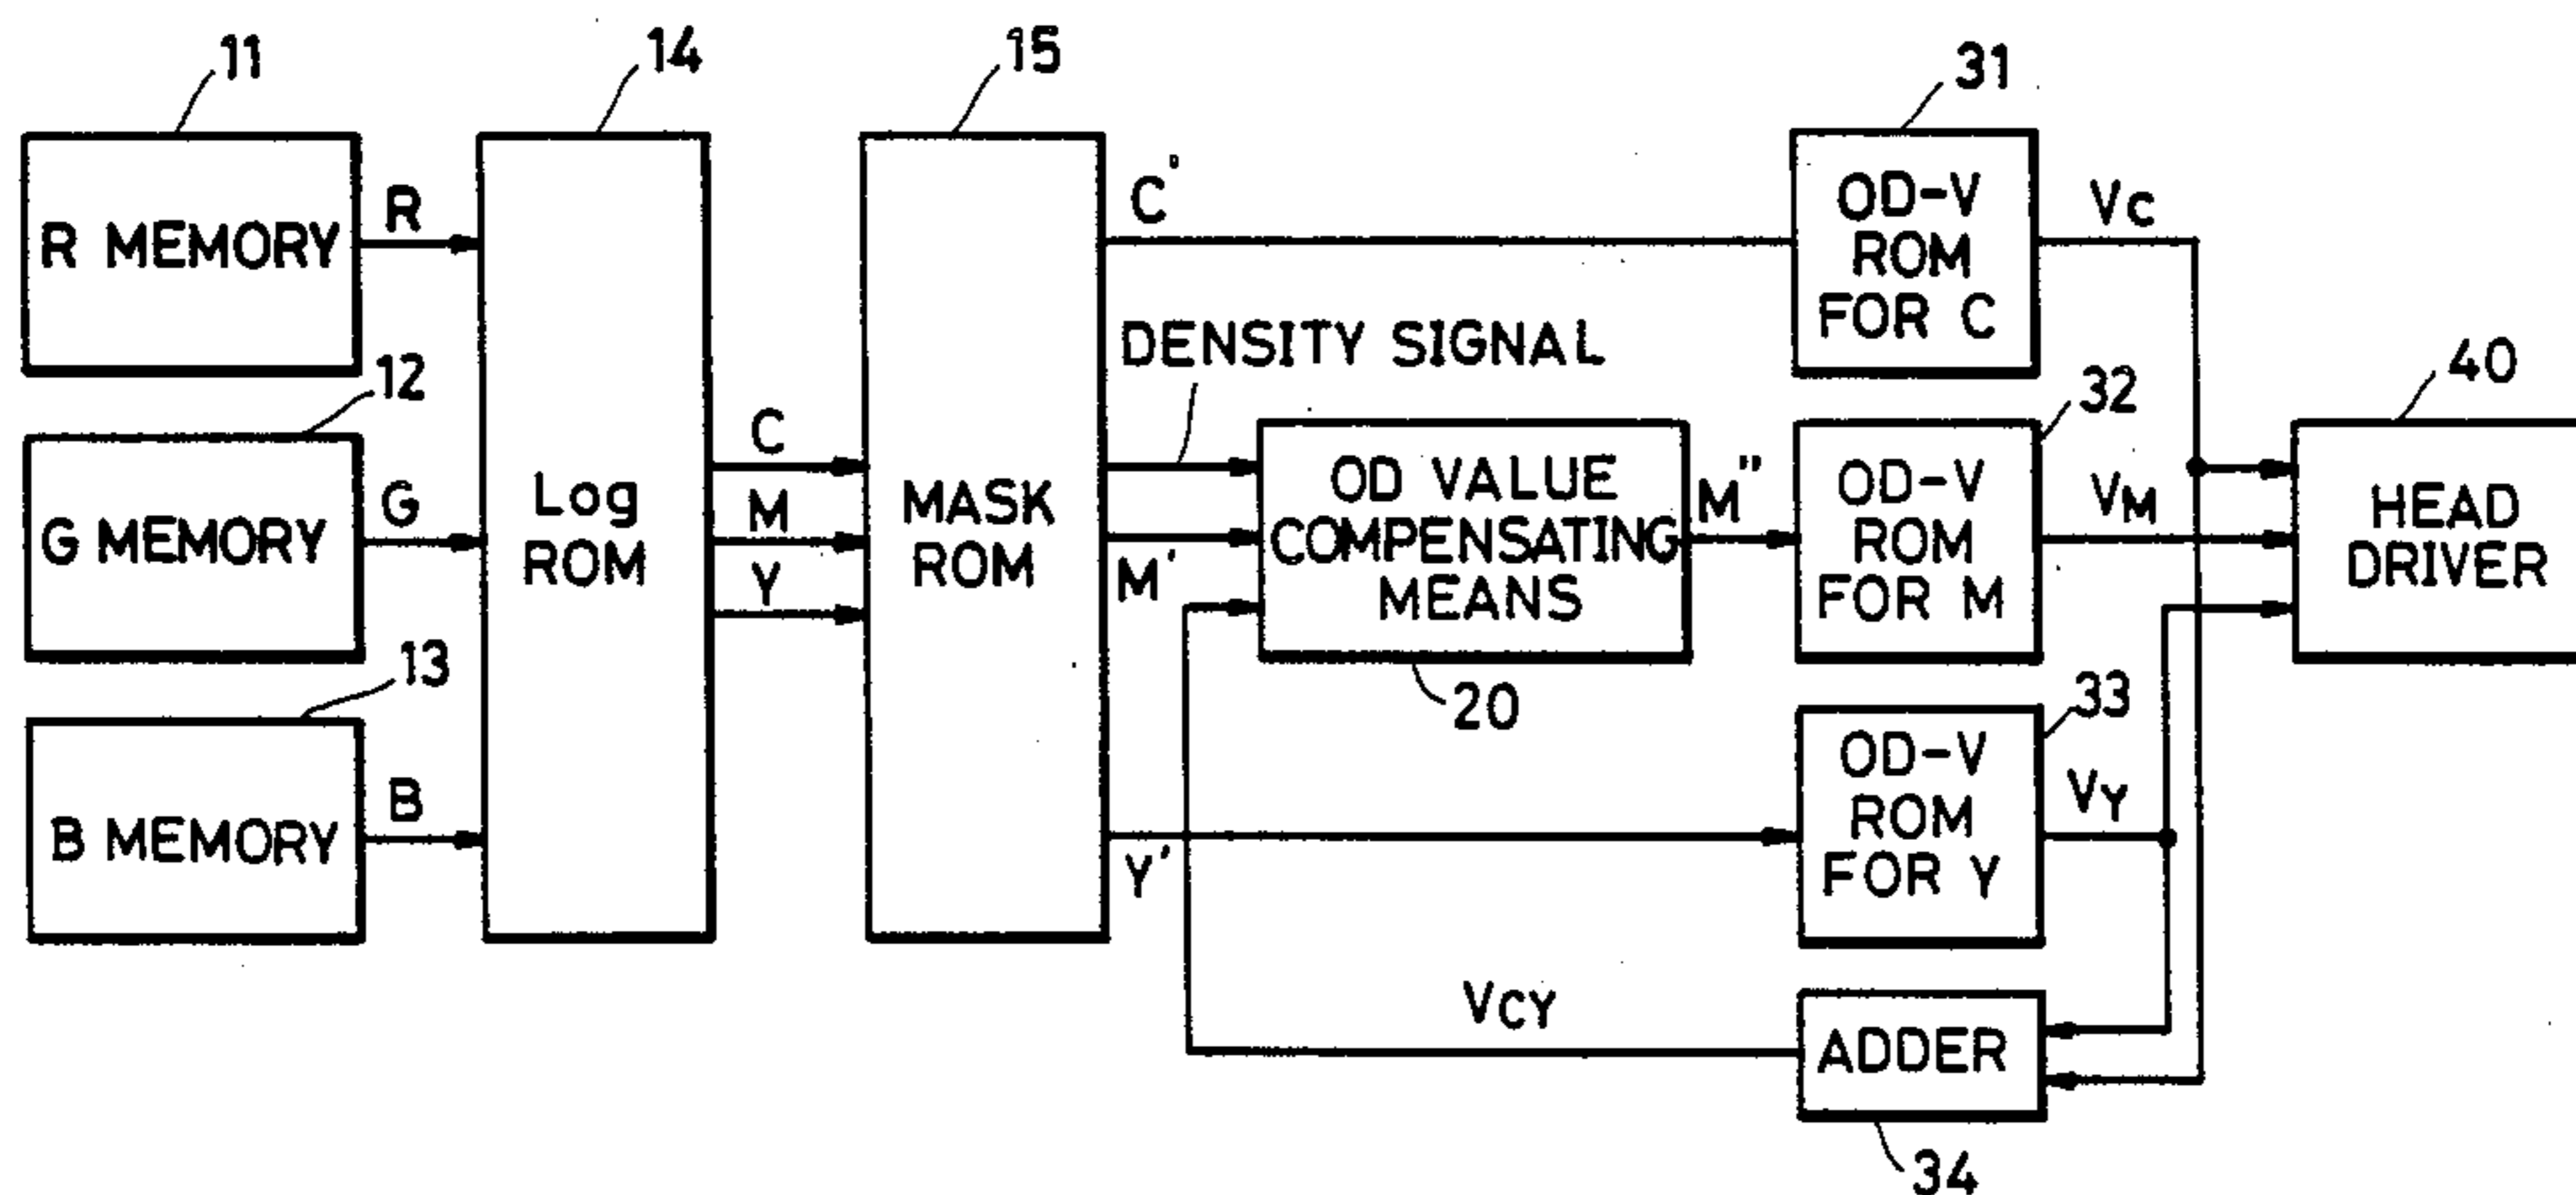 11
14
15
31
R MEMORY
R
C'
OD-V
ROM
FOR C
VC
DENSITY SIGNAL
12
32
40
G MEMORY
G
Log
ROM
C
M
Y
MASK
ROM
M'
OD VALUE
COMPENSATING
MEANS
M"
OD-V
ROM
FOR M
VM
HEAD
DRIVER
13
20
33
B MEMORY
B
Y'
OD-V
ROM
FOR Y
VY
VCY
ADDER
34